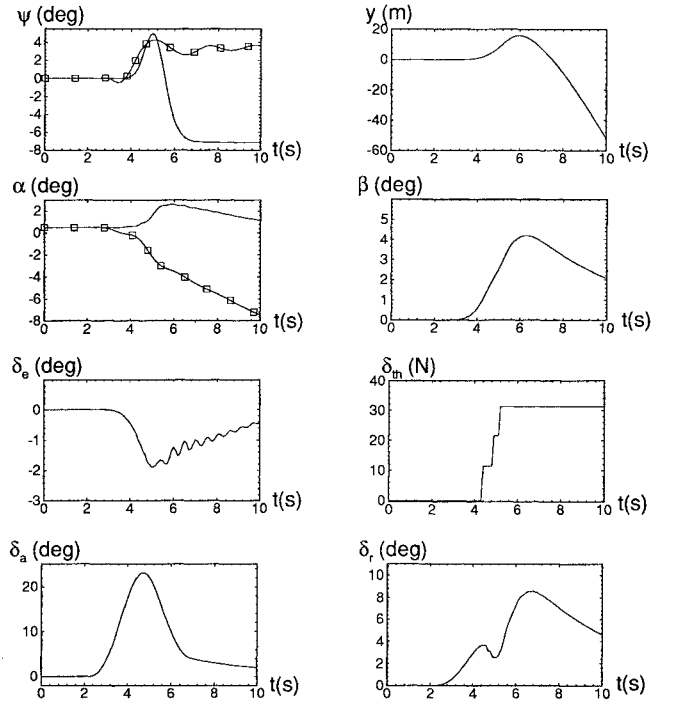 ψ (deg)
4
2
0
-2
-4
-6
-8
0 2 4 6 8 10
t(s)
y (m)
20
0
-20
-40
-60
0 2 4 6 8 10
t(s)
α (deg)
2
0
-2
-4
-6
-8
0 2 4 6 8 10
t(s)
β (deg)
5
4
3
2
1
0
0 2 4 6 8 10
t(s)
δe (deg)
0
-1
-2
-3
0 2 4 6 8 10
t(s)
δth (N)
40
30
20
10
0
0 2 4 6 8 10
t(s)
δa (deg)
20
10
0
0 2 4 6 8 10
t(s)
δr (deg)
10
8
6
4
2
0
0 2 4 6 8 10
t(s)